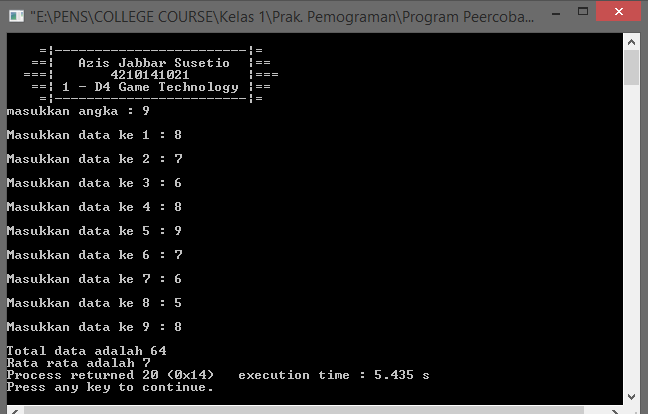 "E:\PENS\COLLEGE COURSE\Kelas 1\Prak. Pemograman\Program Peercoba...
=¦------------------------¦=
==¦ Azis Jabbar Susetio ¦==
===¦ 4210141021 ¦===
==¦ 1 - D4 Game Technology ¦==
=¦------------------------¦=
masukkan angka : 9
Masukkan data ke 1 : 8
Masukkan data ke 2 : 7
Masukkan data ke 3 : 6
Masukkan data ke 4 : 8
Masukkan data ke 5 : 9
Masukkan data ke 6 : 7
Masukkan data ke 7 : 6
Masukkan data ke 8 : 5
Masukkan data ke 9 : 8
Total data adalah 64
Rata rata adalah 7
Process returned 20 (0x14)   execution time : 5.435 s
Press any key to continue.